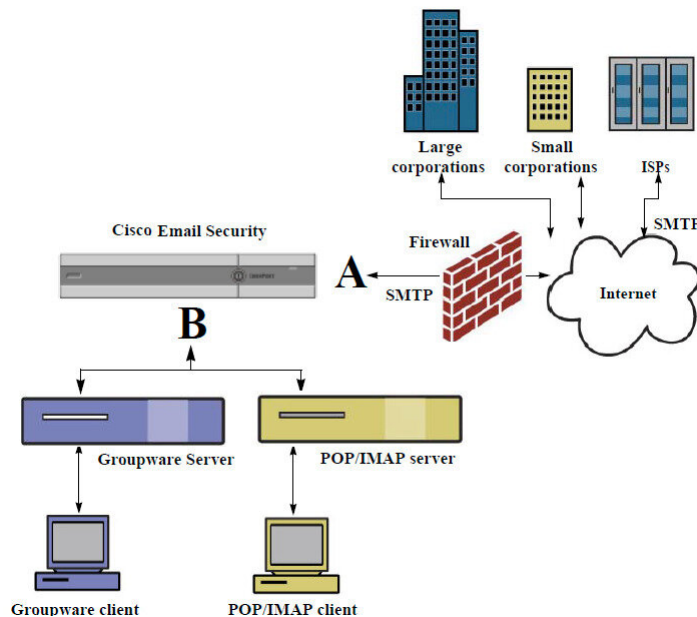 Large
corporations
Small
corporations
ISPs
SMTP
Cisco Email Security
Firewall
A
SMTP
Internet
B
Groupware Server
POP/IMAP server
Groupware client
POP/IMAP client